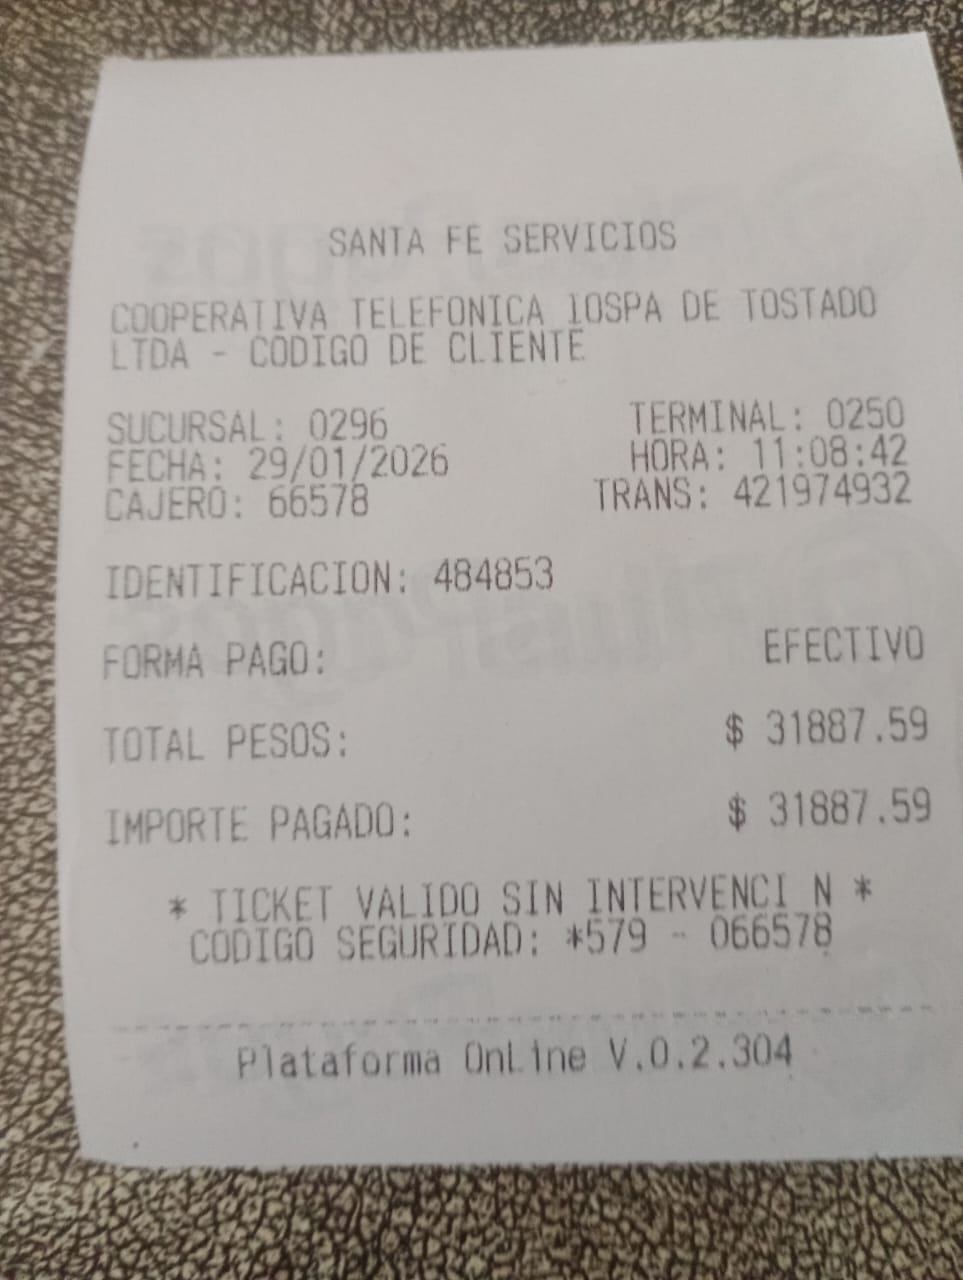 SANTA FE SERVICIOS
COOPERATIVA TELEFONICA IOSPA DE TOSTADO
LTDA - CODIGO DE CLIENTE
SUCURSAL: 0296 TERMINAL: 0250
FECHA: 29/01/2026 HORA: 11:08:42
CAJERO: 66578 TRANS: 421974932
IDENTIFICACION: 484853
FORMA PAGO: EFECTIVO
TOTAL PESOS: $ 31887.59
IMPORTE PAGADO: $ 31887.59
* TICKET VALIDO SIN INTERVENCI N *
CODIGO SEGURIDAD: *579 - 066578
Plataforma OnLine V.0.2.304